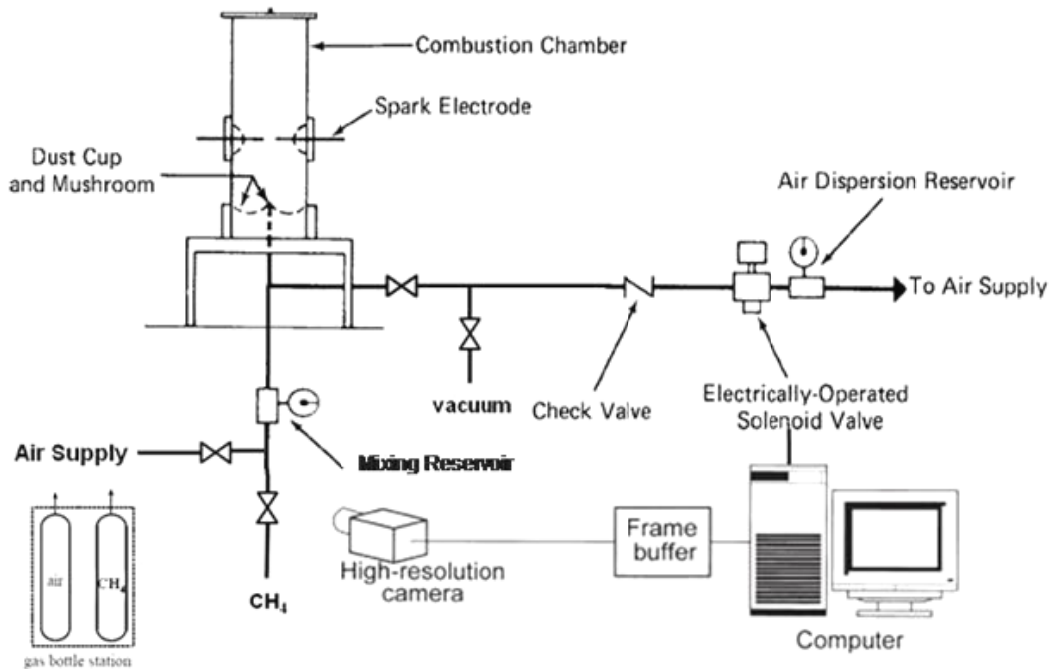 Combustion Chamber
Spark Electrode
Dust Cup
and Mushroom
Air Dispersion Reservoir
To Air Supply
vacuum
Check Valve
Electrically-Operated
Solenoid Valve
Air Supply
Mixing Reservoir
Frame
buffer
High-resolution
camera
air
CH4
CH₄
Computer
gas bottle station